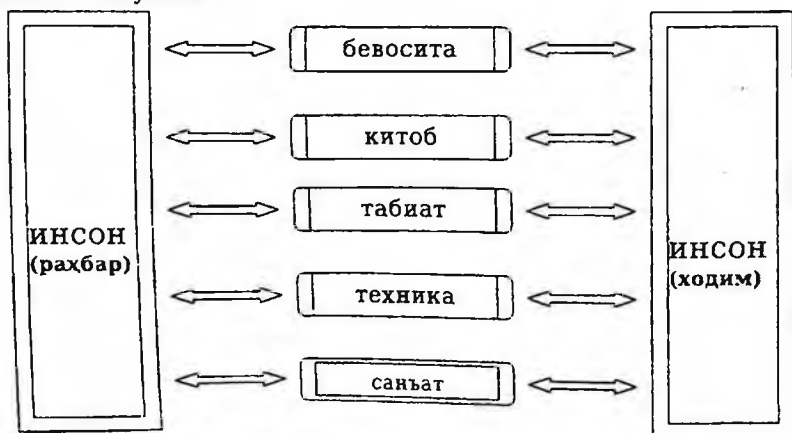 бевосита
китоб
табиат
техника
санъат
ИНСОН
(раҳбар)
ИНСОН
(ходим)